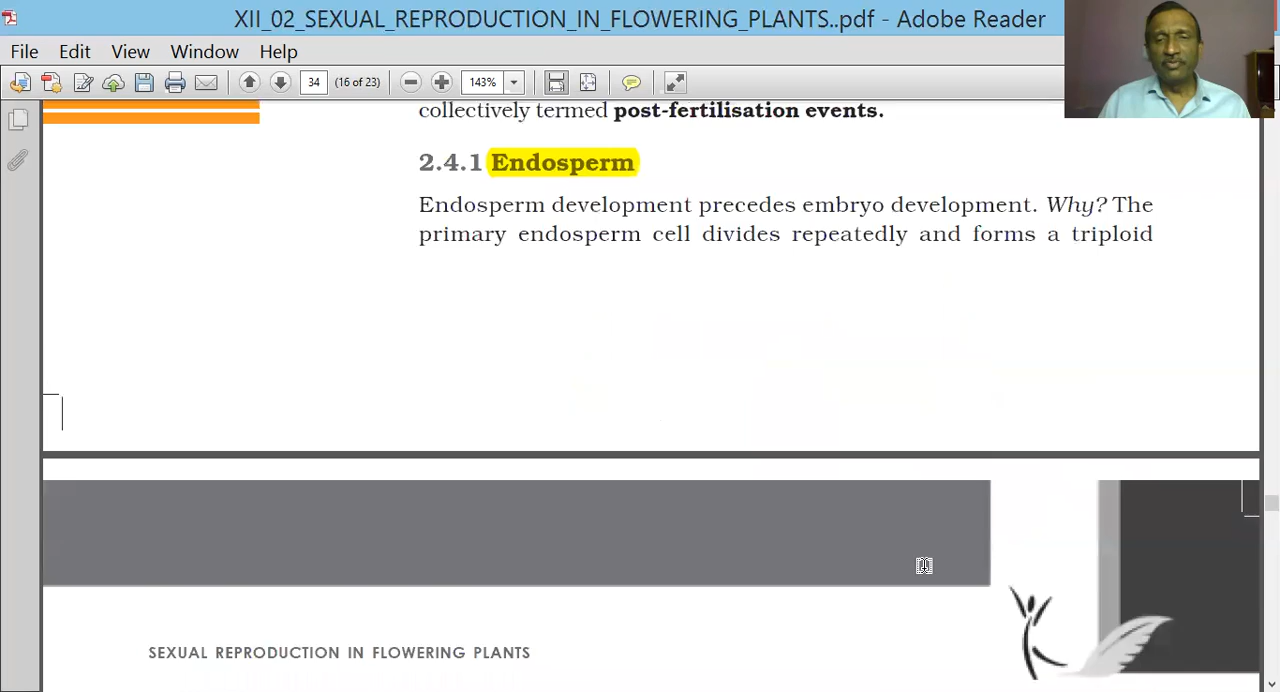 XII_02_SEXUAL_REPRODUCTION_IN_FLOWERING_PLANTS..pdf - Adobe Reader
File Edit View Window Help
34 (16 of 23) 143%
collectively termed post-fertilisation events.
2.4.1 Endosperm
Endosperm development precedes embryo development. Why? The
primary endosperm cell divides repeatedly and forms a triploid
SEXUAL REPRODUCTION IN FLOWERING PLANTS